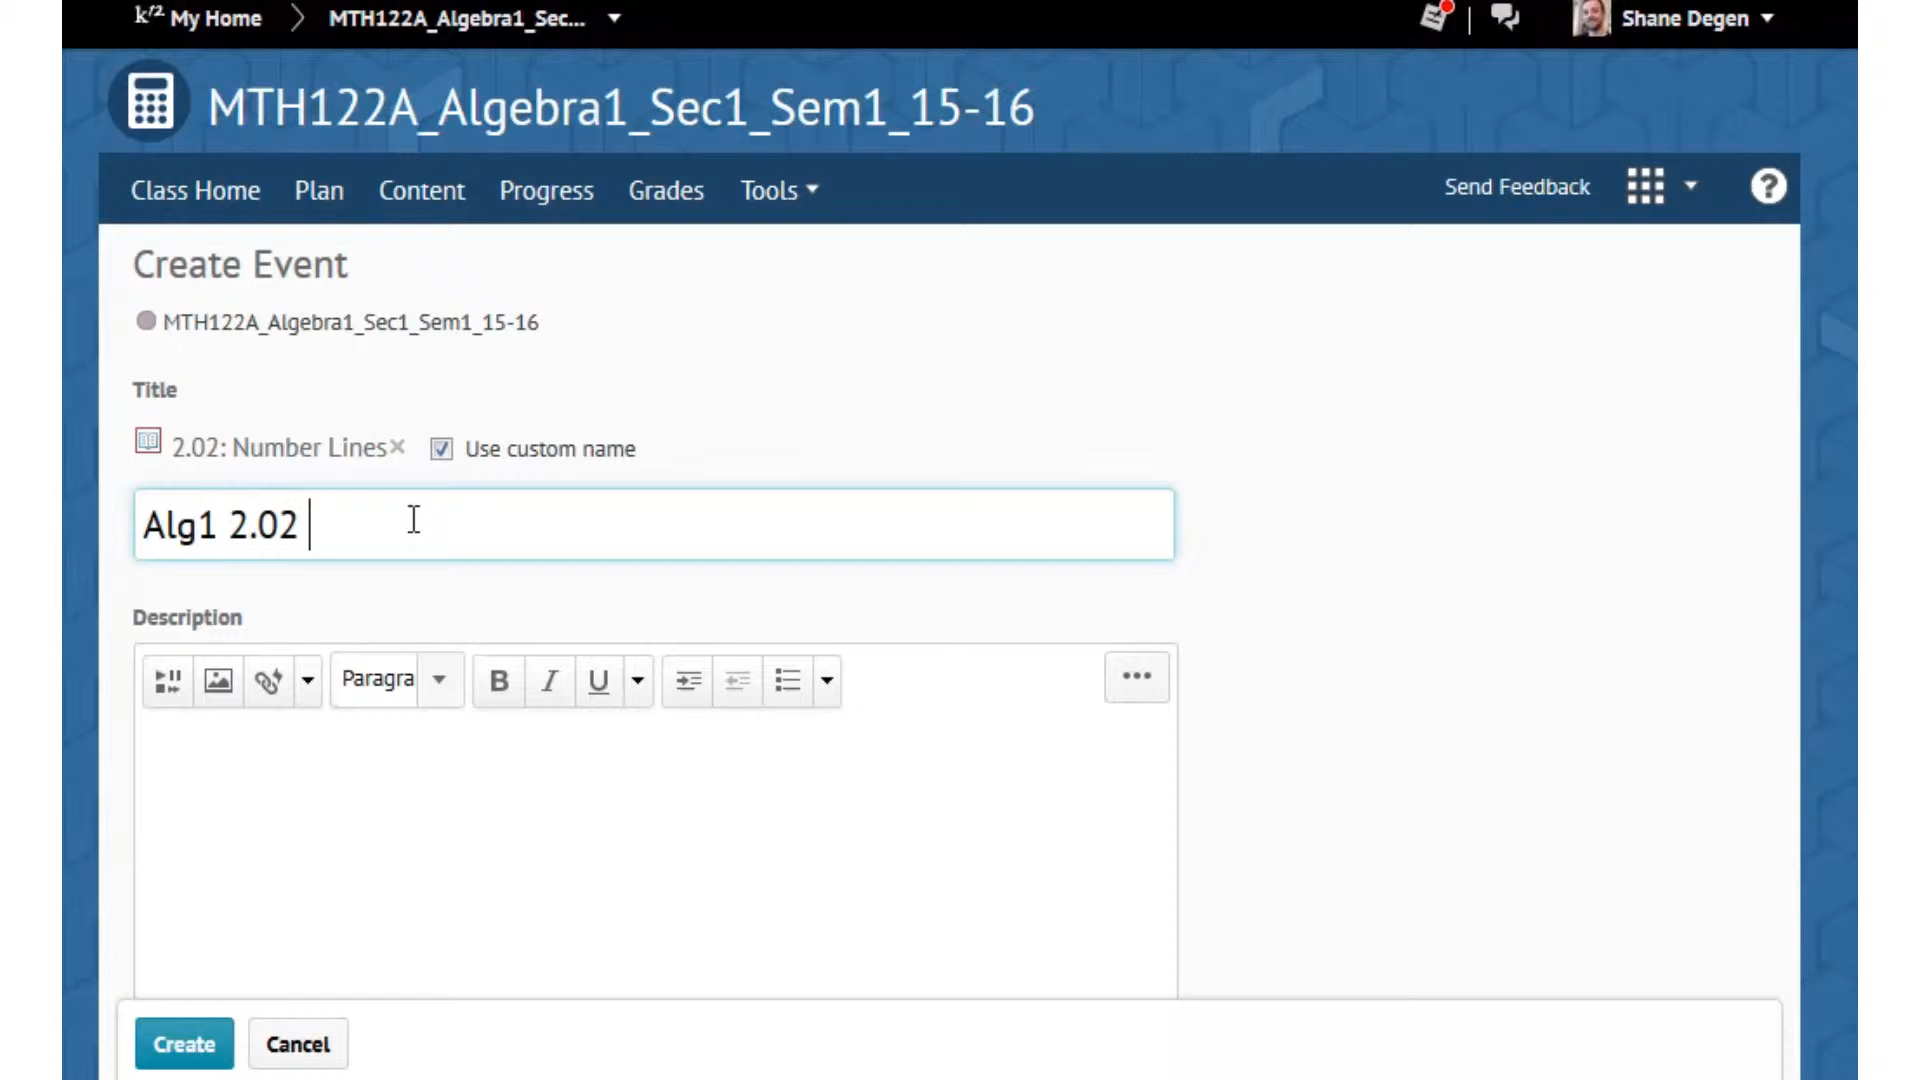 k12 My Home MTH122A_Algebra1_Sec... Shane Degen
MTH122A_Algebra1_Sec1_Sem1_15-16
Class Home Plan Content Progress Grades Tools Send Feedback ?
Create Event
MTH122A_Algebra1_Sec1_Sem1_15-16
Title
2.02: Number Lines× Use custom name
Alg1 2.02
Description
Paragra B I U •••
Create Cancel